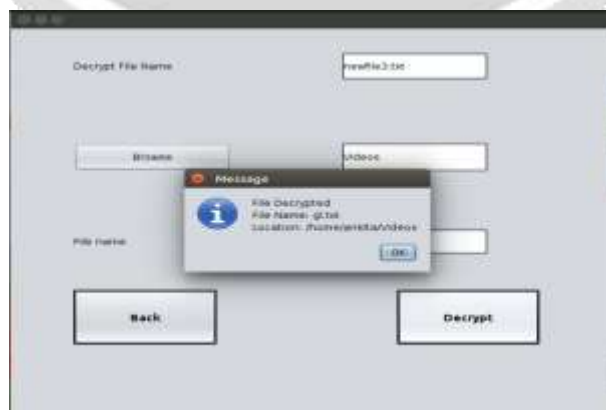 Decrypt File Name
newfile3.txt
Browse
Videos
Message
File Decrypted
File Name: gt.txt
Location: /home/ankita/Videos
OK
File name
Back
Decrypt